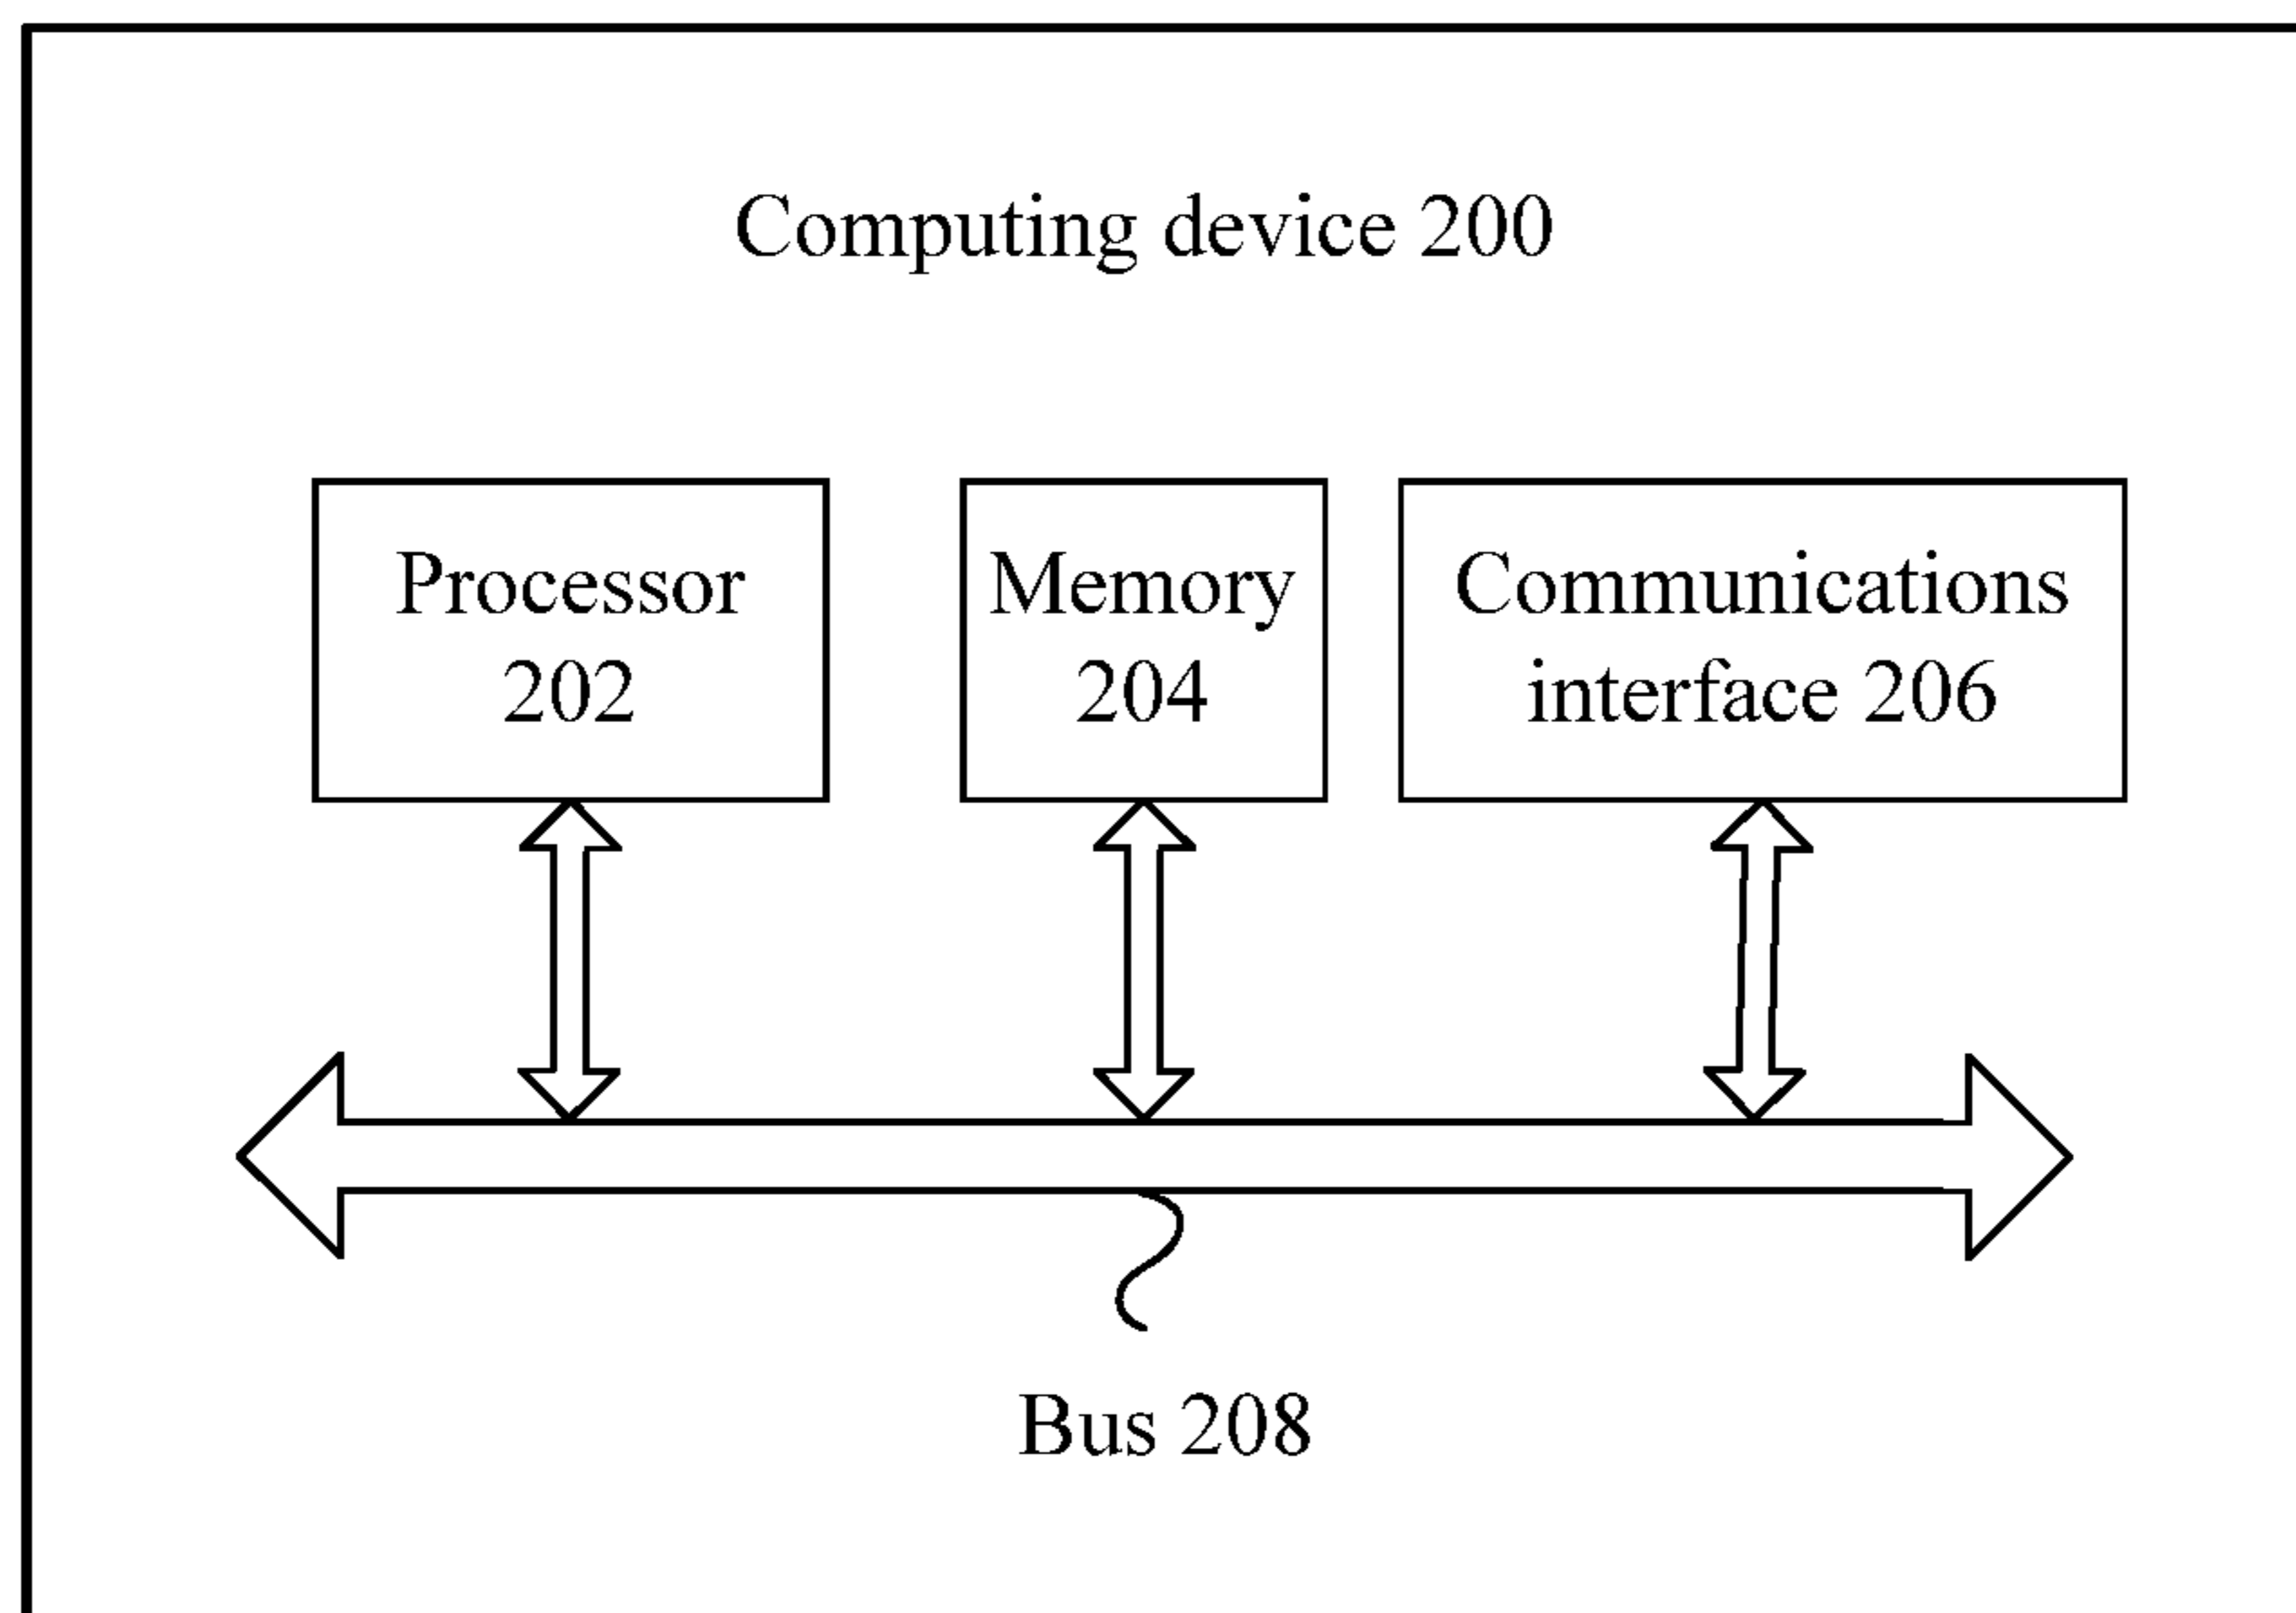 Computing device 200
Processor
202
Memory
204
Communications
interface 206
Bus 208